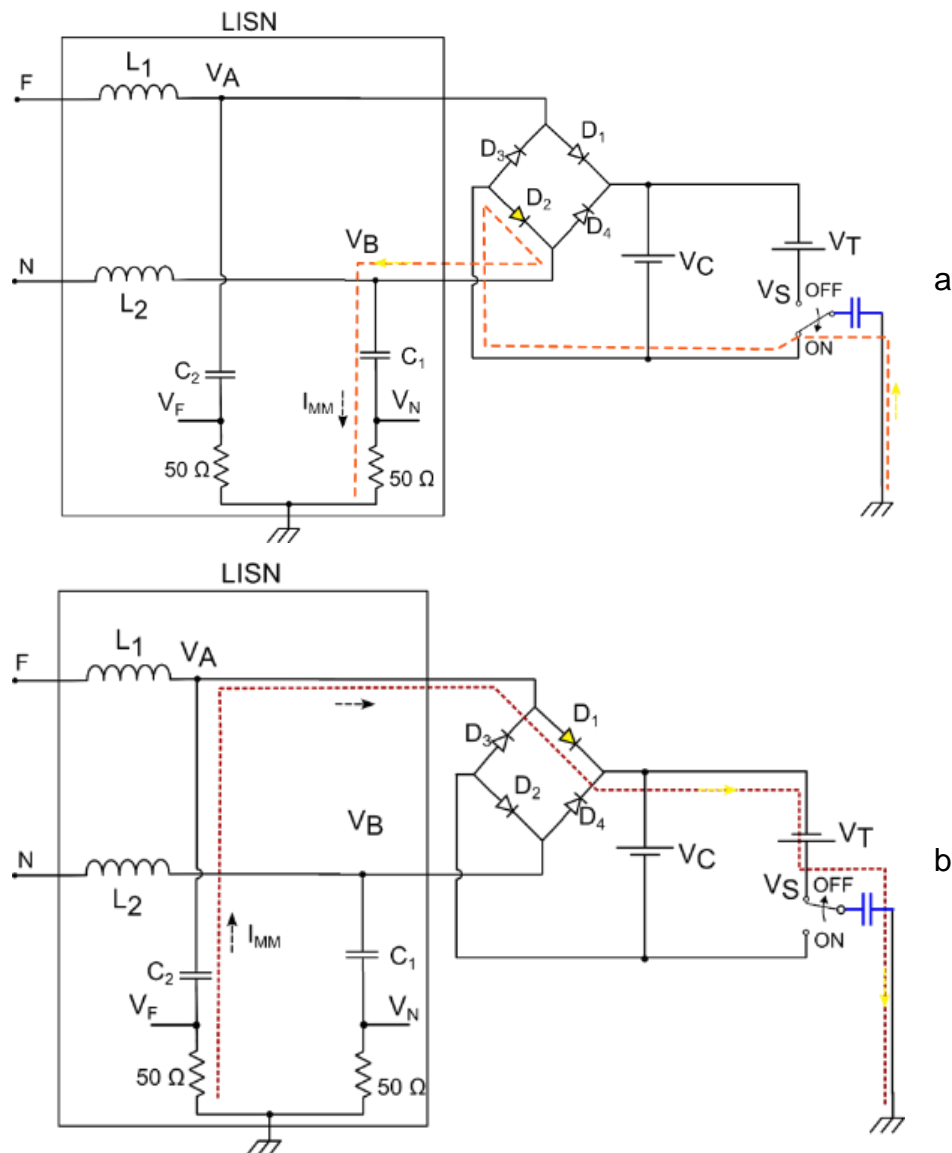 LISN
F
L1
VA
D3
D1
D2
D4
VB
N
L2
VC
VT
VS
OFF
ON
a
C2
C1
VF
IMM
VN
50 Ω
50 Ω
LISN
F
L1
VA
D3
D1
D2
D4
VB
N
L2
VC
VT
VS
OFF
ON
b
IMM
C2
C1
VF
VN
50 Ω
50 Ω